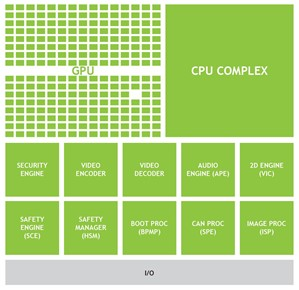 GPU
CPU COMPLEX
SECURITY
ENGINE
VIDEO
ENCODER
VIDEO
DECODER
AUDIO
ENGINE (APE)
2D ENGINE
(VIC)
SAFETY
ENGINE
(SCE)
SAFETY
MANAGER
(HSM)
BOOT PROC
(BPMP)
CAN PROC
(SPE)
IMAGE PROC
(ISP)
I/O